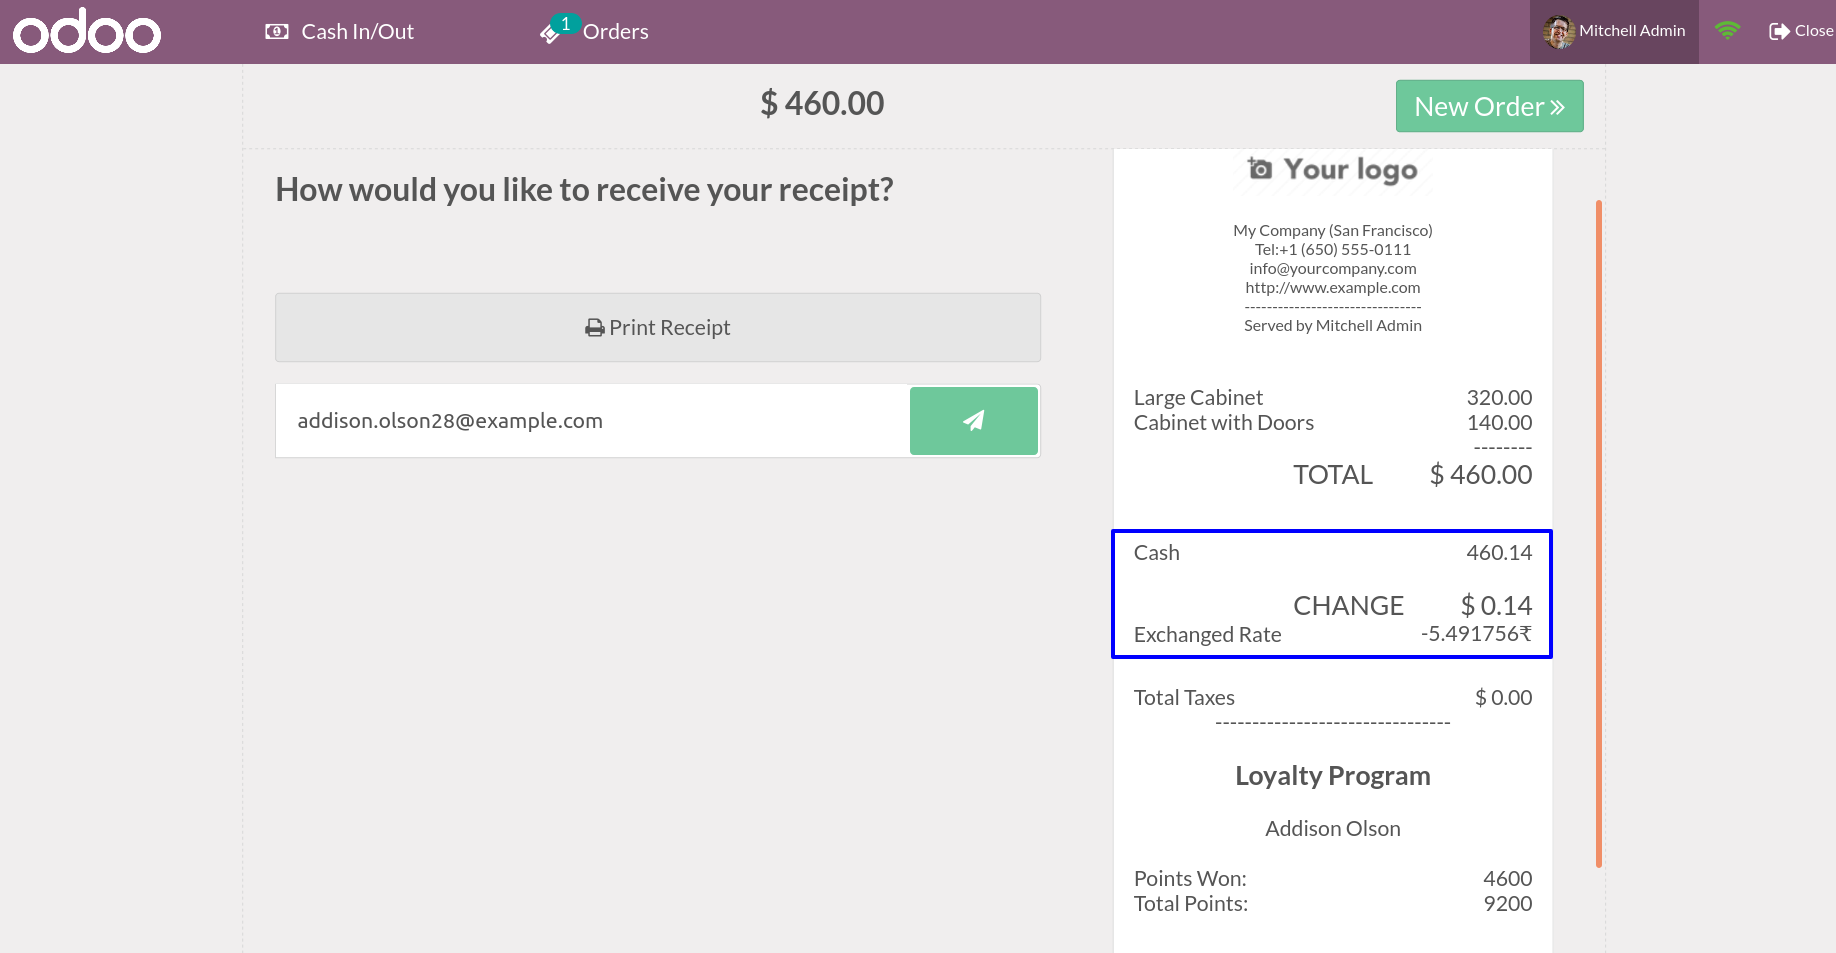 odoo
Cash In/Out
1
Orders
Mitchell Admin
Close
$ 460.00
New Order »
How would you like to receive your receipt?
Print Receipt
addison.olson28@example.com
Your logo
My Company (San Francisco)
Tel:+1 (650) 555-0111
info@yourcompany.com
http://www.example.com
--------------------------------
Served by Mitchell Admin
Large Cabinet 320.00
Cabinet with Doors 140.00
--------
TOTAL $ 460.00
Cash 460.14
CHANGE $ 0.14
Exchanged Rate -5.491756₹
Total Taxes $ 0.00
--------------------------------
Loyalty Program
Addison Olson
Points Won: 4600
Total Points: 9200